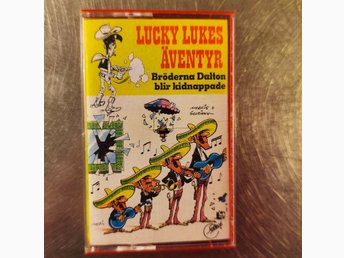 LUCKY LUKES
ÄVENTYR
Bröderna Dalton
blir kidnappade